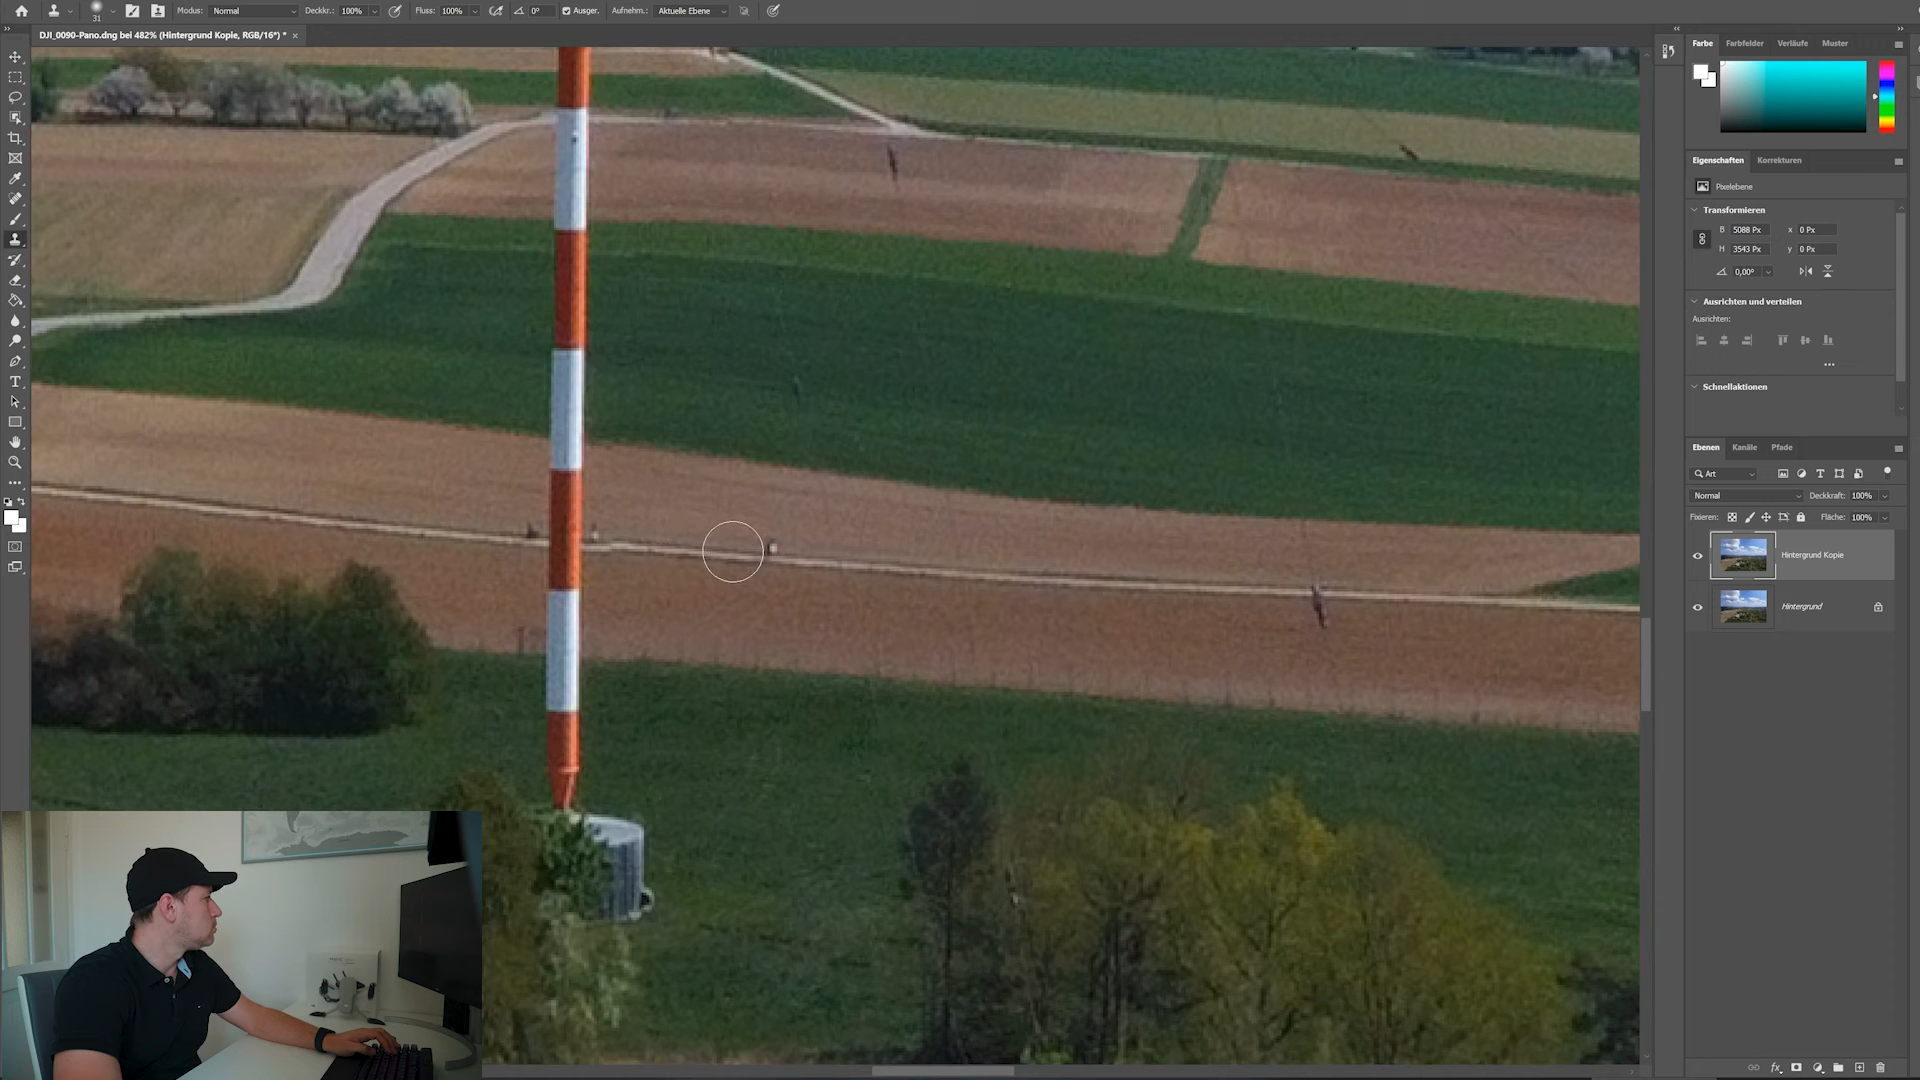 31
Modus: Normal Deckkr.: 100% Fluss: 100% 0° Ausger. Aufnehm.: Aktuelle Ebene
DJI_0090-Pano.dng bei 482% (Hintergrund Kopie, RGB/16*) * ×
Farbe Farbfelder Verläufe Muster
Eigenschaften Korrekturen
Pixelebene
Transformieren
B 5088 Px x 0 Px
H 3543 Px y 0 Px
0,00°
Ausrichten und verteilen
Ausrichten:
Schnellaktionen
Ebenen Kanäle Pfade
Art
Normal Deckkraft: 100%
Fixieren: Fläche: 100%
Hintergrund Kopie
Hintergrund